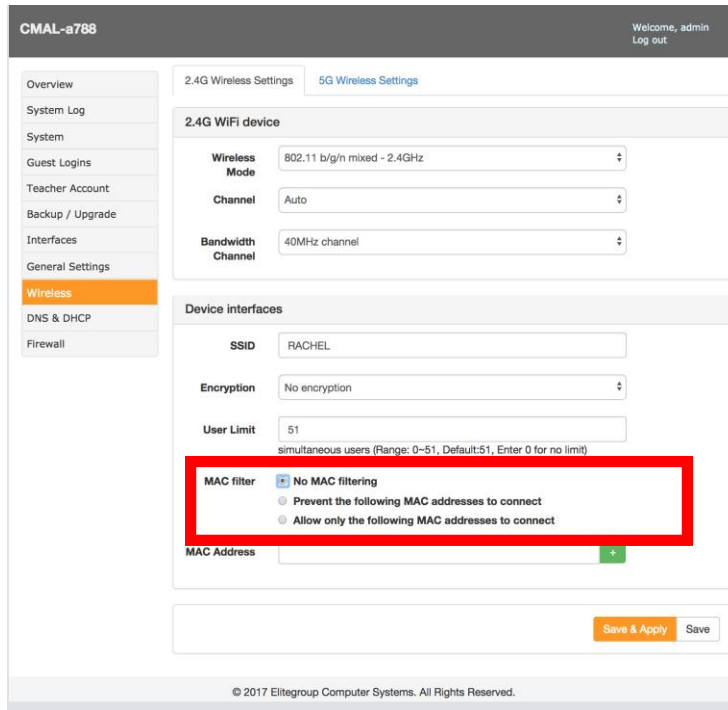 CMAL-a788
Welcome, admin
Log out
Overview
System Log
System
Guest Logins
Teacher Account
Backup / Upgrade
Interfaces
General Settings
Wireless
DNS & DHCP
Firewall
2.4G Wireless Settings
5G Wireless Settings
2.4G WiFi device
Wireless Mode
802.11 b/g/n mixed - 2.4GHz
Channel
Auto
Bandwidth Channel
40MHz channel
Device interfaces
SSID
RACHEL
Encryption
No encryption
User Limit
51
simultaneous users (Range: 0~51, Default:51, Enter 0 for no limit)
MAC filter
No MAC filtering
Prevent the following MAC addresses to connect
Allow only the following MAC addresses to connect
MAC Address
+
Save & Apply
Save
© 2017 Elitegroup Computer Systems. All Rights Reserved.